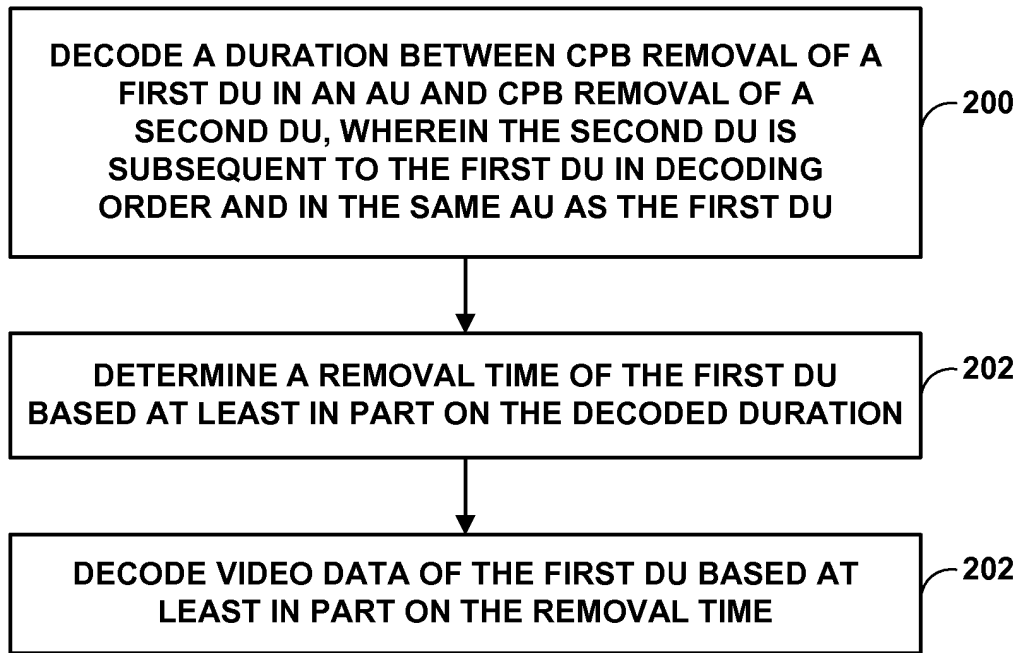 DECODE A DURATION BETWEEN CPB REMOVAL OF A
FIRST DU IN AN AU AND CPB REMOVAL OF A
SECOND DU, WHEREIN THE SECOND DU IS
SUBSEQUENT TO THE FIRST DU IN DECODING
ORDER AND IN THE SAME AU AS THE FIRST DU
200
DETERMINE A REMOVAL TIME OF THE FIRST DU
BASED AT LEAST IN PART ON THE DECODED DURATION
202
DECODE VIDEO DATA OF THE FIRST DU BASED AT
LEAST IN PART ON THE REMOVAL TIME
202